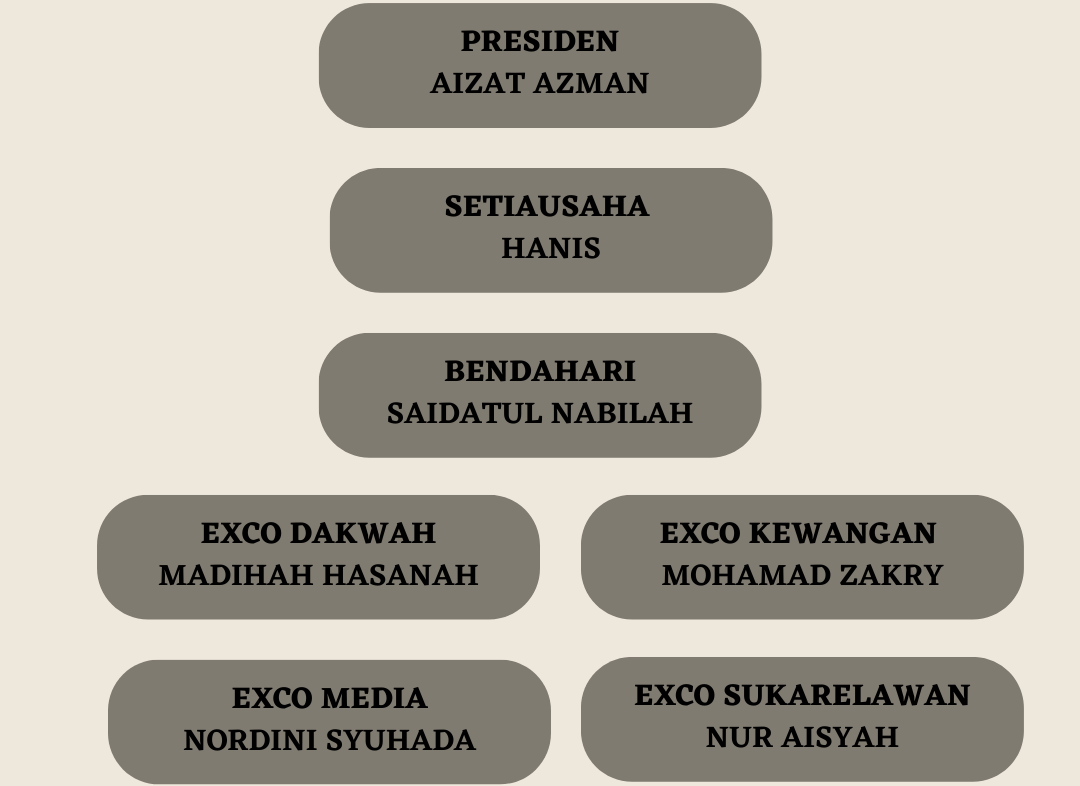 PRESIDEN
AIZAT AZMAN
SETIAUSAHA
HANIS
BENDAHARI
SAIDATUL NABILAH
EXCO DAKWAH
MADIHAH HASANAH
EXCO KEWANGAN
MOHAMAD ZAKRY
EXCO MEDIA
NORDINI SYUHADA
EXCO SUKARELAWAN
NUR AISYAH